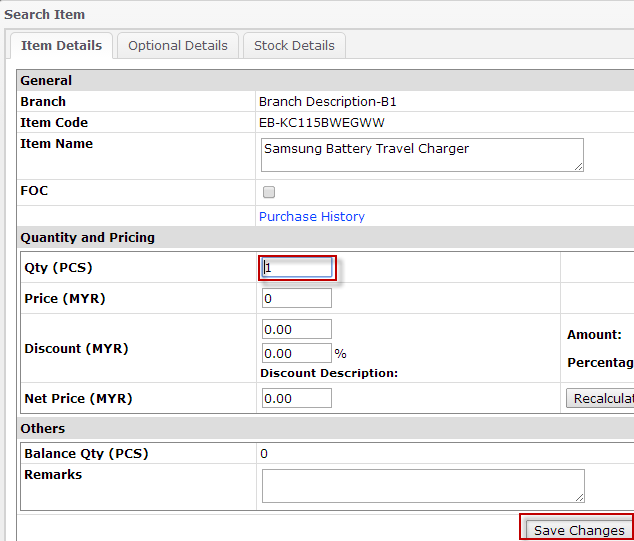 Search Item
Item Details Optional Details Stock Details
General
Branch Branch Description-B1
Item Code EB-KC115BWEGWW
Item Name Samsung Battery Travel Charger
FOC
Purchase History
Quantity and Pricing
Qty (PCS) 1
Price (MYR) 0
0.00 Amount:
Discount (MYR)
0.00 % Percentag
Discount Description:
Net Price (MYR) 0.00 Recalculat
Others
Balance Qty (PCS) 0
Remarks
Save Changes